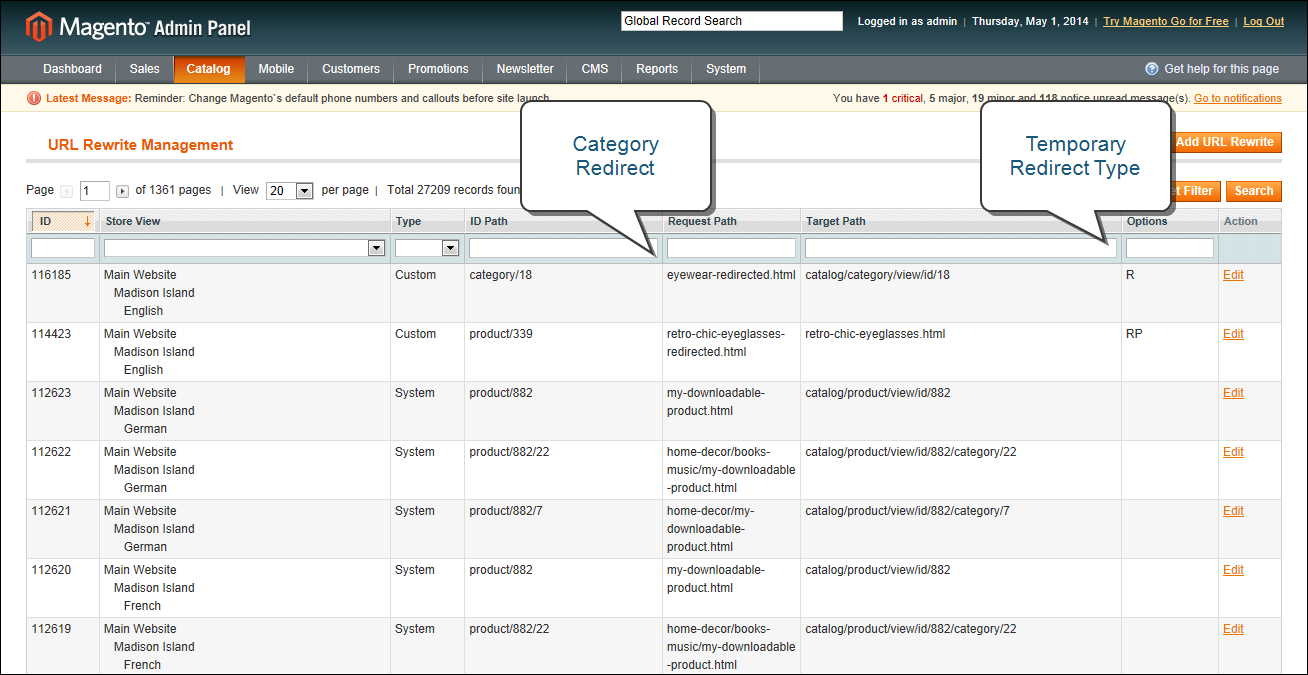 Magento Admin Panel
Global Record Search
Logged in as admin | Thursday, May 1, 2014 | Try Magento Go for Free | Log Out
Dashboard Sales Catalog Mobile Customers Promotions Newsletter CMS Reports System Get help for this page
Latest Message: Reminder: Change Magento`s default phone numbers and callouts before site launch
You have 1 critical, 5 major, 19 minor and 118 notice unread message(s). Go to notifications
Category
Redirect
Temporary
Redirect Type
URL Rewrite Management
Add URL Rewrite
Page 1 of 1361 pages | View 20 per page | Total 27209 records foun
t Filter Search
ID Store View Type ID Path Request Pas Target Path Options Action
116185 Main Website Custom category/18 eyewear-redirected.html catalog/category/view/id/18 R Edit
Madison Island
English
114423 Main Website Custom product/339 retro-chic-eyeglasses- retro-chic-eyeglasses.html RP Edit
Madison Island redirected.html
English
112623 Main Website System product/882 my-downloadable- catalog/product/view/id/882 Edit
Madison Island product.html
German
112622 Main Website System product/882/22 home-decor/books- catalog/product/view/id/882/category/22 Edit
Madison Island music/my-downloadable
German -product.html
112621 Main Website System product/882/7 home-decor/my- catalog/product/view/id/882/category/7 Edit
Madison Island downloadable-
German product.html
112620 Main Website System product/882 my-downloadable- catalog/product/view/id/882 Edit
Madison Island product.html
French
112619 Main Website System product/882/22 home-decor/books- catalog/product/view/id/882/category/22 Edit
Madison Island music/my-downloadable
French -product.html